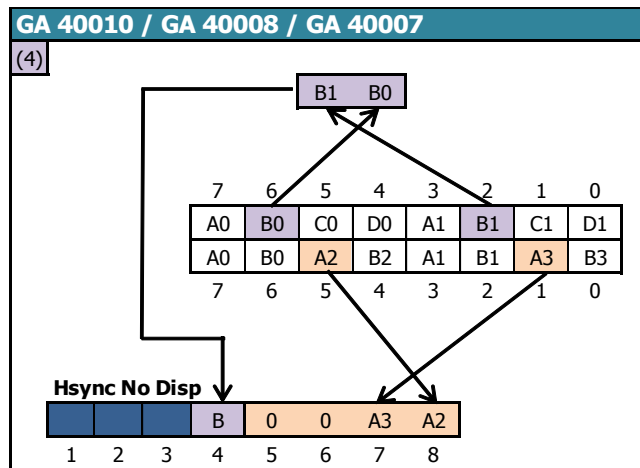 GA 40010 / GA 40008 / GA 40007
(4)
B1 B0
7 6 5 4 3 2 1 0
A0 B0 C0 D0 A1 B1 C1 D1
A0 B0 A2 B2 A1 B1 A3 B3
7 6 5 4 3 2 1 0
Hsync No Disp
B 0 0 A3 A2
1 2 3 4 5 6 7 8